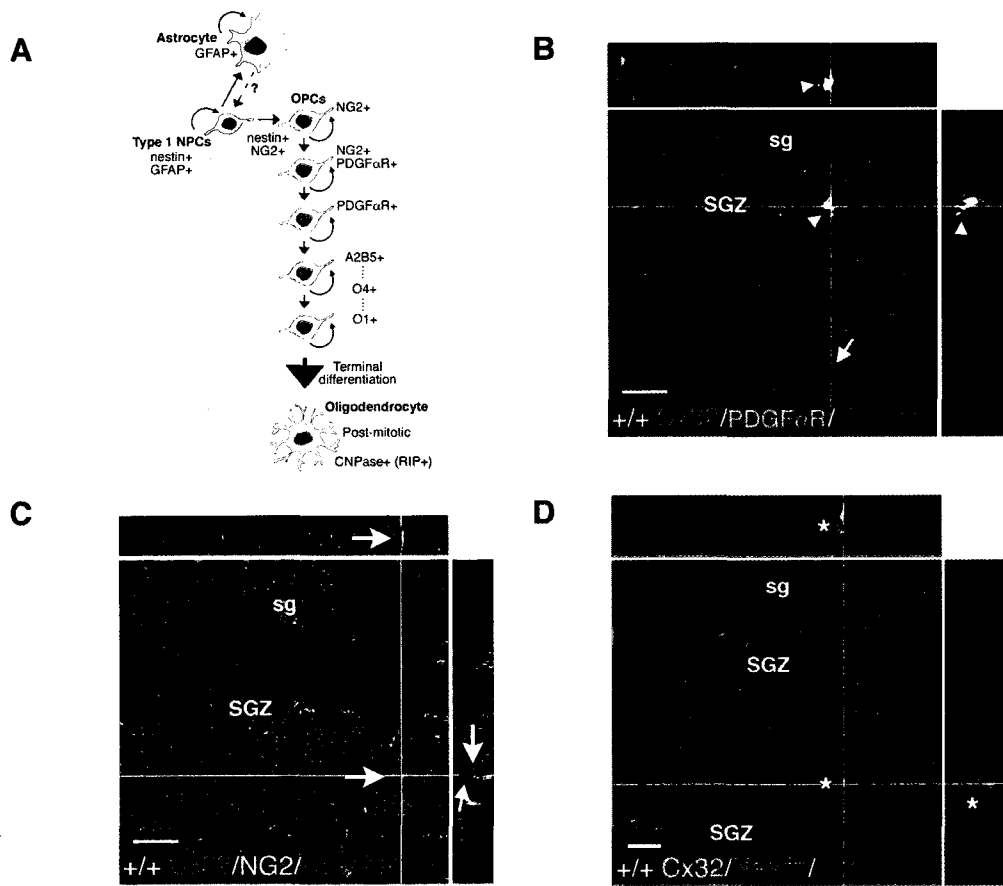 A
Astrocyte
GFAP+
?
Type 1 NPCs
nestin+
GFAP+
nestin+
NG2+
OPCs
NG2+
NG2+
PDGFαR+
PDGFαR+
A2B5+
O4+
O1+
Terminal
differentiation
Oligodendrocyte
Post-mitotic
CNPase+ (RIP+)
B
sg
SGZ
+/+ /PDGFαR/
C
sg
SGZ
+/+ /NG2/
D
*
sg
SGZ
*
*
SGZ
+/+ Cx32/ /